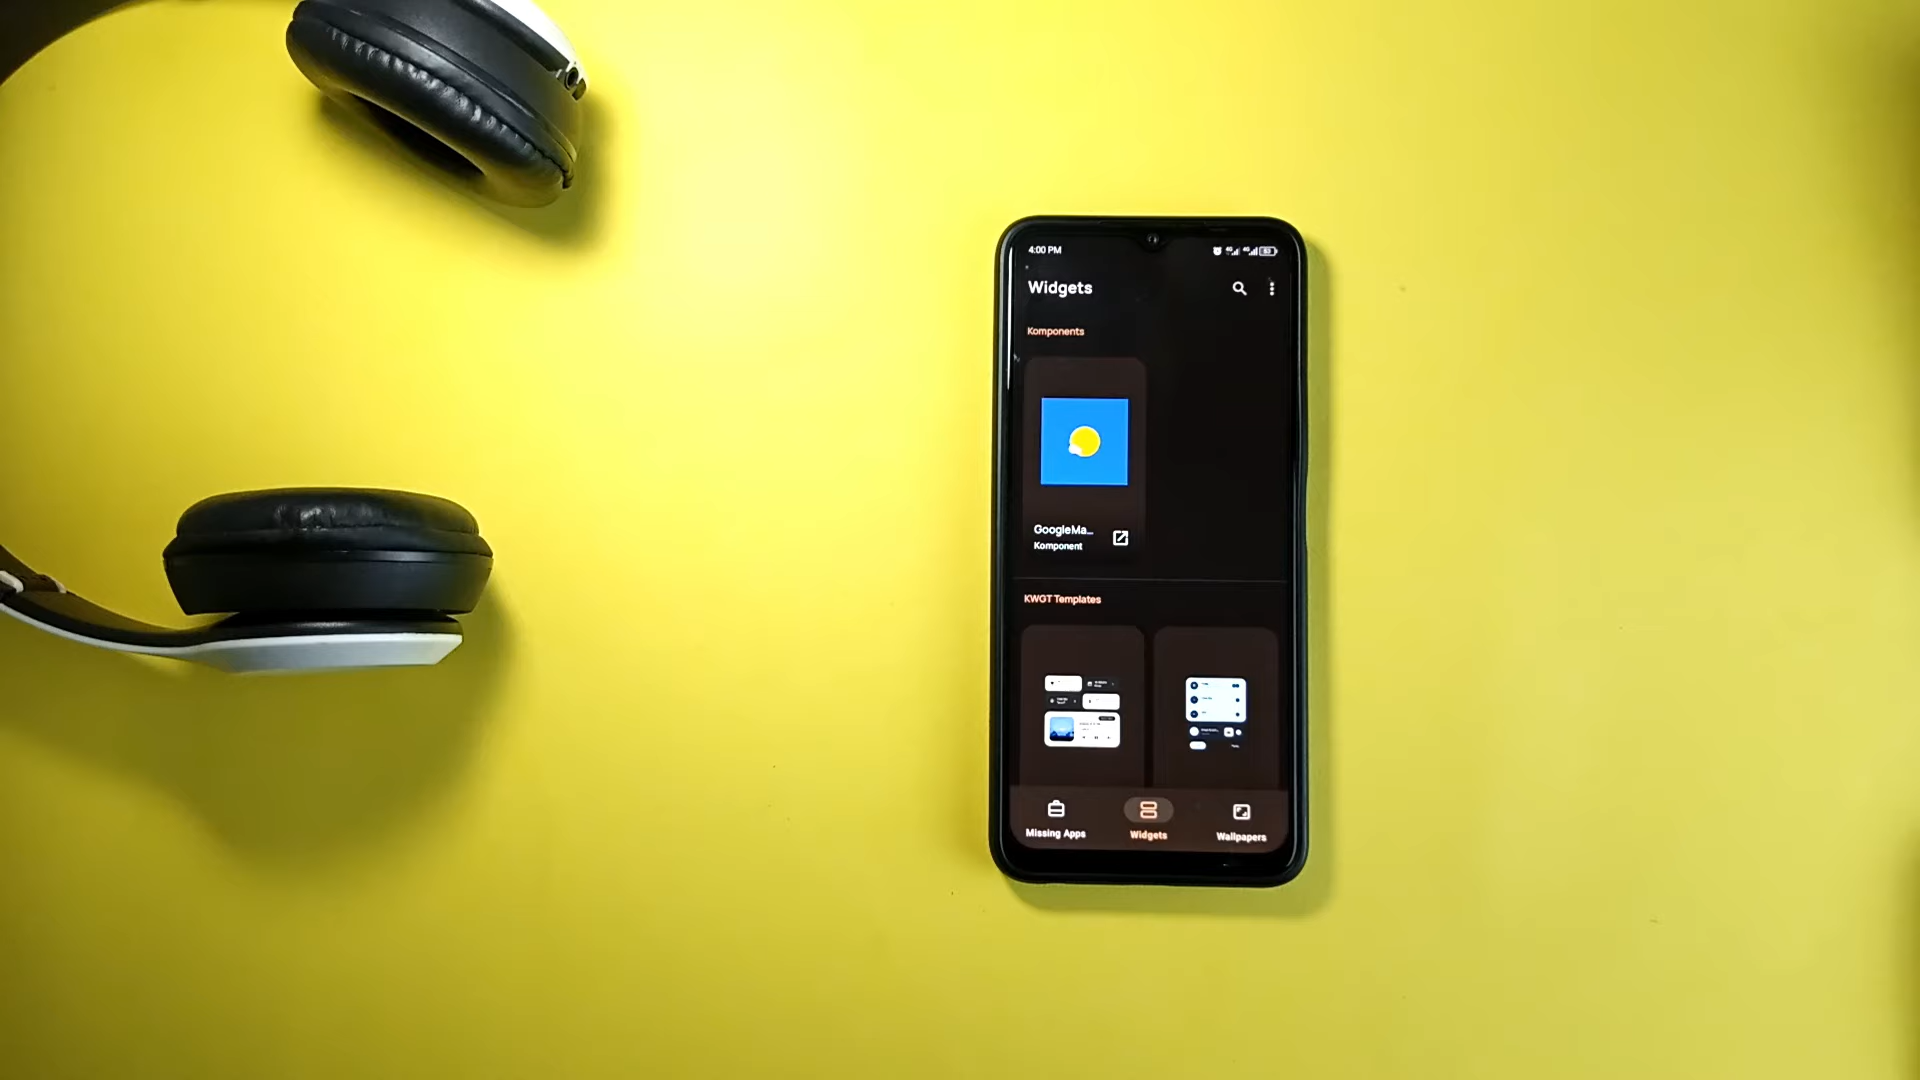 4:00 PM
Widgets
Komponents
GoogleMa...
Komponent
KWGT Templates
Missing Apps
Widgets
Wallpapers